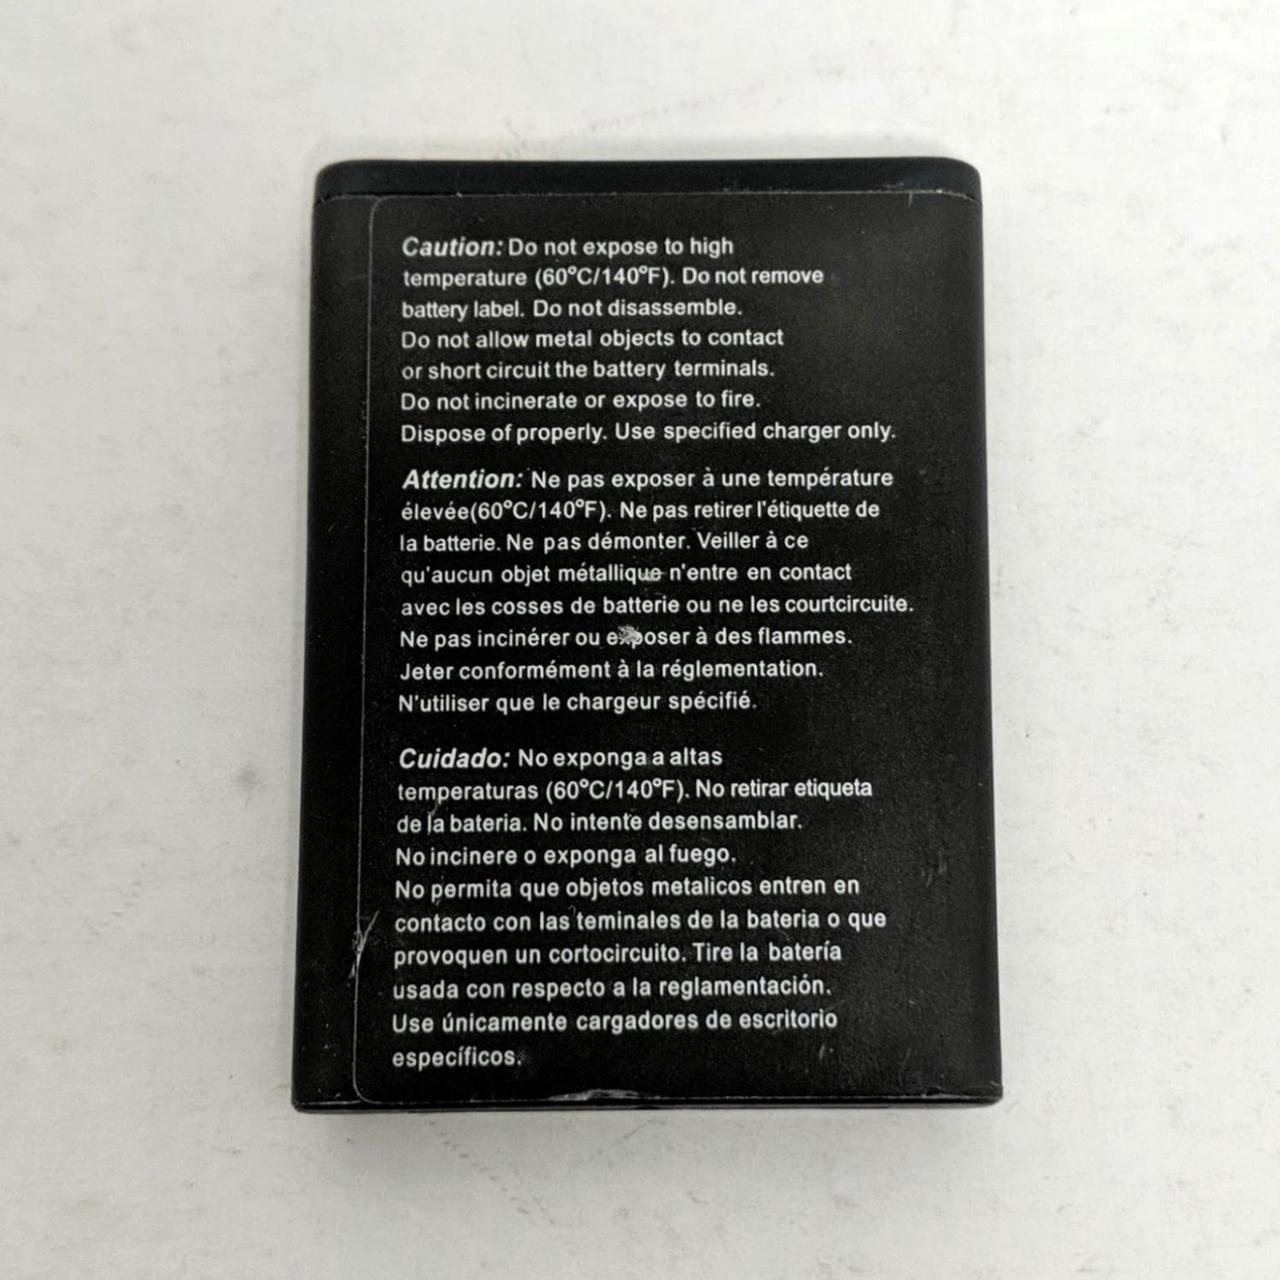 Caution: Do not expose to high
temperature (60°C/140°F). Do not remove
battery label. Do not disassemble.
Do not allow metal objects to contact
or short circuit the battery terminals.
Do not incinerate or expose to fire.
Dispose of properly. Use specified charger only.
Attention: Ne pas exposer à une température
élevée(60°C/140°F). Ne pas retirer l'étiquette de
la batterie. Ne pas démonter. Veiller à ce
qu'aucun objet métallique n'entre en contact
avec les cosses de batterie ou ne les courtcircuite.
Ne pas incinérer ou exposer à des flammes.
Jeter conformément à la réglementation.
N'utiliser que le chargeur spécifié.
Cuidado: No exponga a altas
temperaturas (60°C/140°F). No retirar etiqueta
de la bateria. No intente desensamblar.
No incinere o exponga al fuego.
No permita que objetos metalicos entren en
contacto con las teminales de la bateria o que
provoquen un cortocircuito. Tire la batería
usada con respecto a la reglamentación.
Use únicamente cargadores de escritorio
específicos.